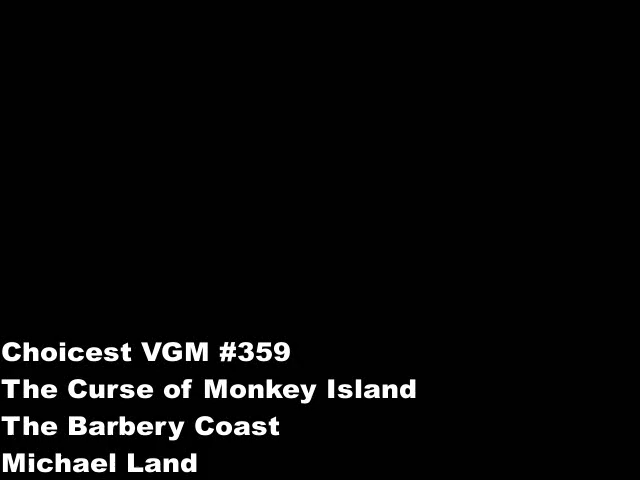 Choicest VGM #359
The Curse of Monkey Island
The Barbery Coast
Michael Land